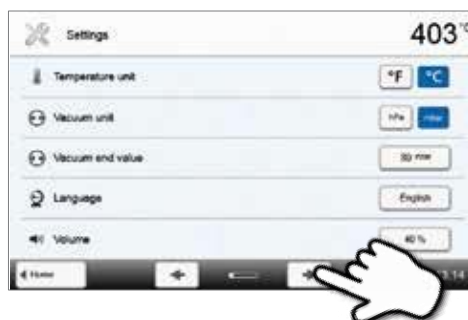 Settings
403 °C
Temperature unit
°F °C
Vacuum unit
hPa mbar
Vacuum end value
Language
English
Volume
40 %
Home